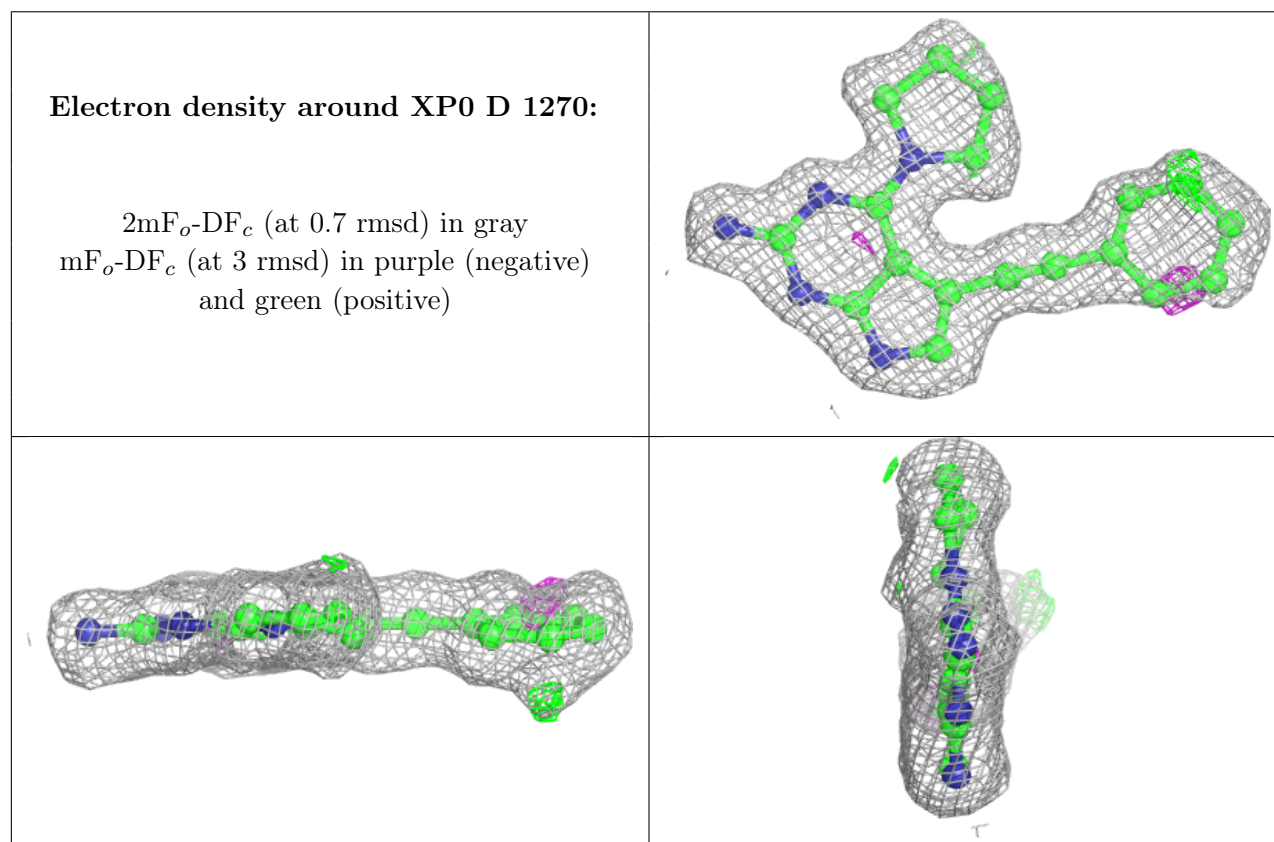 Electron density around XP0 D 1270:
2mFₒ-DF𝑐 (at 0.7 rmsd) in gray
mFₒ-DF𝑐 (at 3 rmsd) in purple (negative)
and green (positive)